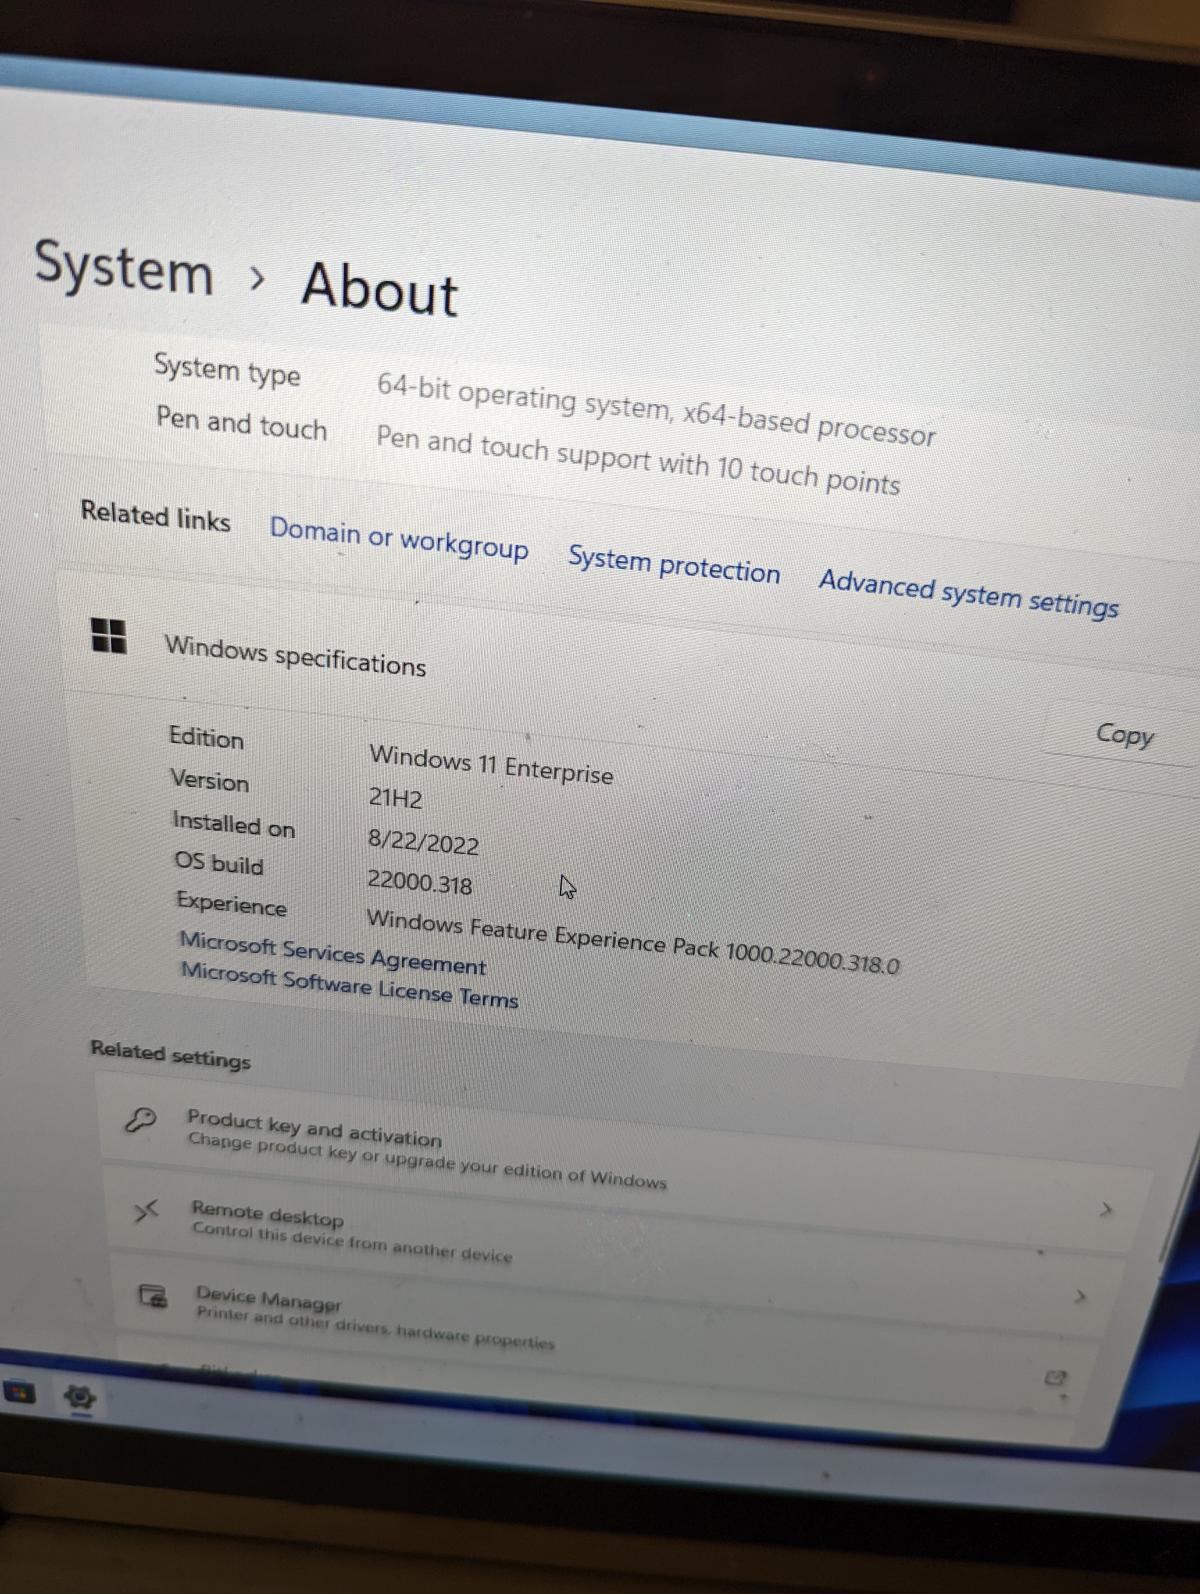 System > About
System type 64-bit operating system, x64-based processor
Pen and touch Pen and touch support with 10 touch points
Related links Domain or workgroup System protection Advanced system settings
Windows specifications
Copy
Edition Windows 11 Enterprise
Version 21H2
Installed on 8/22/2022
OS build 22000.318
Experience Windows Feature Experience Pack 1000.22000.318.0
Microsoft Services Agreement
Microsoft Software License Terms
Related settings
Product key and activation
Change product key or upgrade your edition of Windows
Remote desktop
Control this device from another device
Device Manager
Printer and other drivers, hardware properties